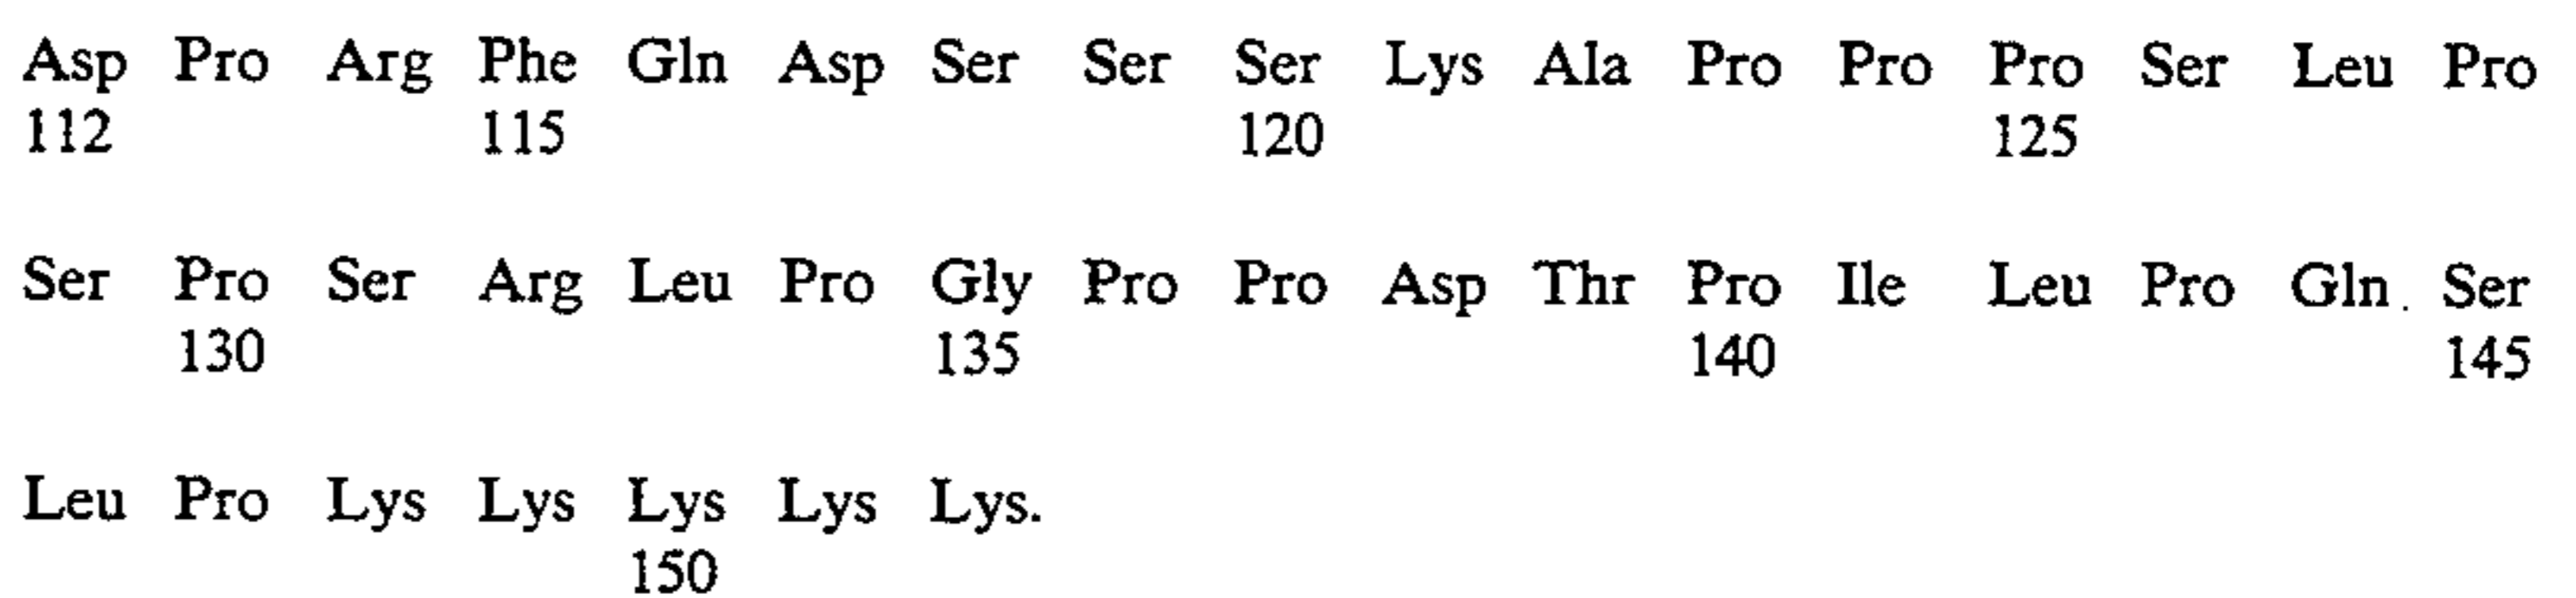 Asp Pro Arg Phe Gln Asp Ser Ser Ser Lys Ala Pro Pro Pro Ser Leu Pro
112 115 120 125
Ser Pro Ser Arg Leu Pro Gly Pro Pro Asp Thr Pro Ile Leu Pro Gln. Ser
130 135 140 145
Leu Pro Lys Lys Lys Lys Lys.
150